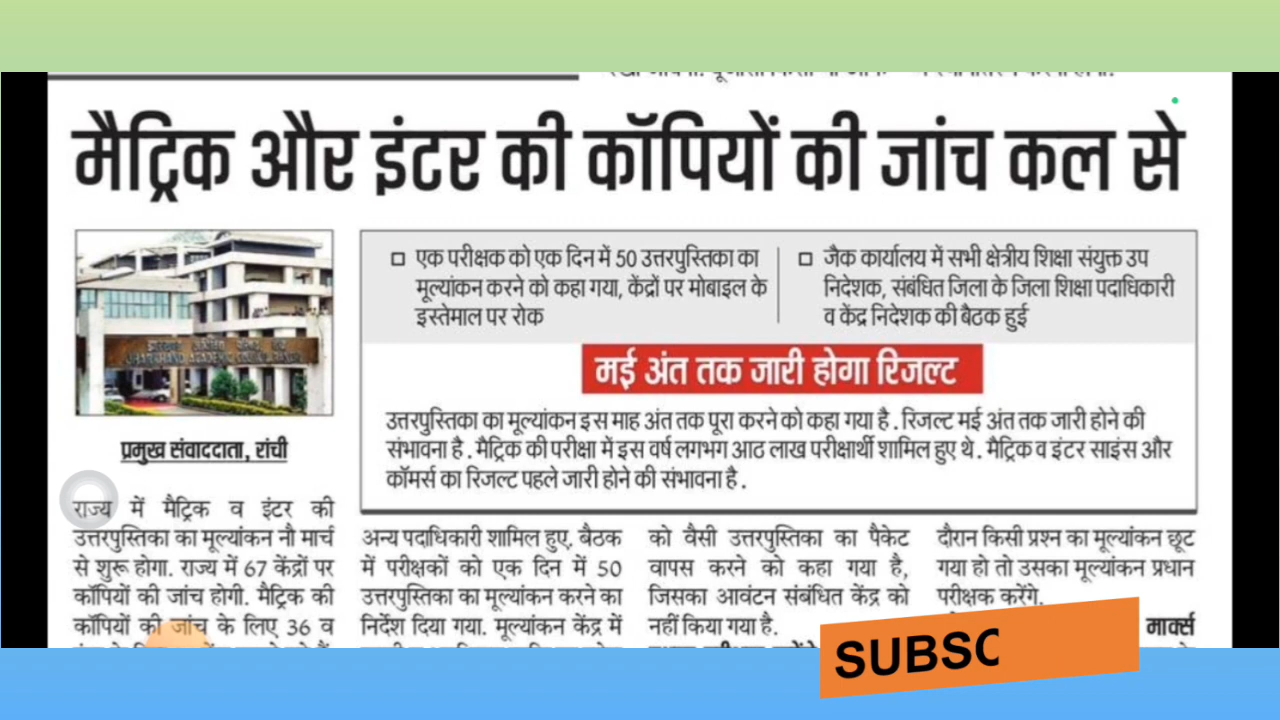 मैट्रिक और इंटर की कॉपियों की जांच कल से
एक परीक्षक को एक दिन में 50 उत्तरपुस्तिका का
मूल्यांकन करने को कहा गया, केंद्रों पर मोबाइल के
इस्तेमाल पर रोक
जैक कार्यालय में सभी क्षेत्रीय शिक्षा संयुक्त उप
निदेशक, संबंधित जिला के जिला शिक्षा पदाधिकारी
व केंद्र निदेशक की बैठक हुई
मई अंत तक जारी होगा रिजल्ट
उत्तरपुस्तिका का मूल्यांकन इस माह अंत तक पूरा करने को कहा गया है . रिजल्ट मई अंत तक जारी होने की
संभावना है . मैट्रिक की परीक्षा में इस वर्ष लगभग आठ लाख परीक्षार्थी शामिल हुए थे . मैट्रिक व इंटर साइंस और
कॉमर्स का रिजल्ट पहले जारी होने की संभावना है .
प्रमुख संवाददाता, रांची
राज्य में मैट्रिक व इंटर की
उत्तरपुस्तिका का मूल्यांकन नौ मार्च
से शुरू होगा. राज्य में 67 केंद्रों पर
कॉपियों की जांच होगी. मैट्रिक की
कॉपियों की जांच के लिए 36 व
अन्य पदाधिकारी शामिल हुए. बैठक
में परीक्षकों को एक दिन में 50
उत्तरपुस्तिका का मूल्यांकन करने का
निर्देश दिया गया. मूल्यांकन केंद्र में
को वैसी उत्तरपुस्तिका का पैकेट
वापस करने को कहा गया है,
जिसका आवंटन संबंधित केंद्र को
नहीं किया गया है.
दौरान किसी प्रश्न का मूल्यांकन छूट
गया हो तो उसका मूल्यांकन प्रधान
परीक्षक करेंगे.
मार्क्स
SUBSC